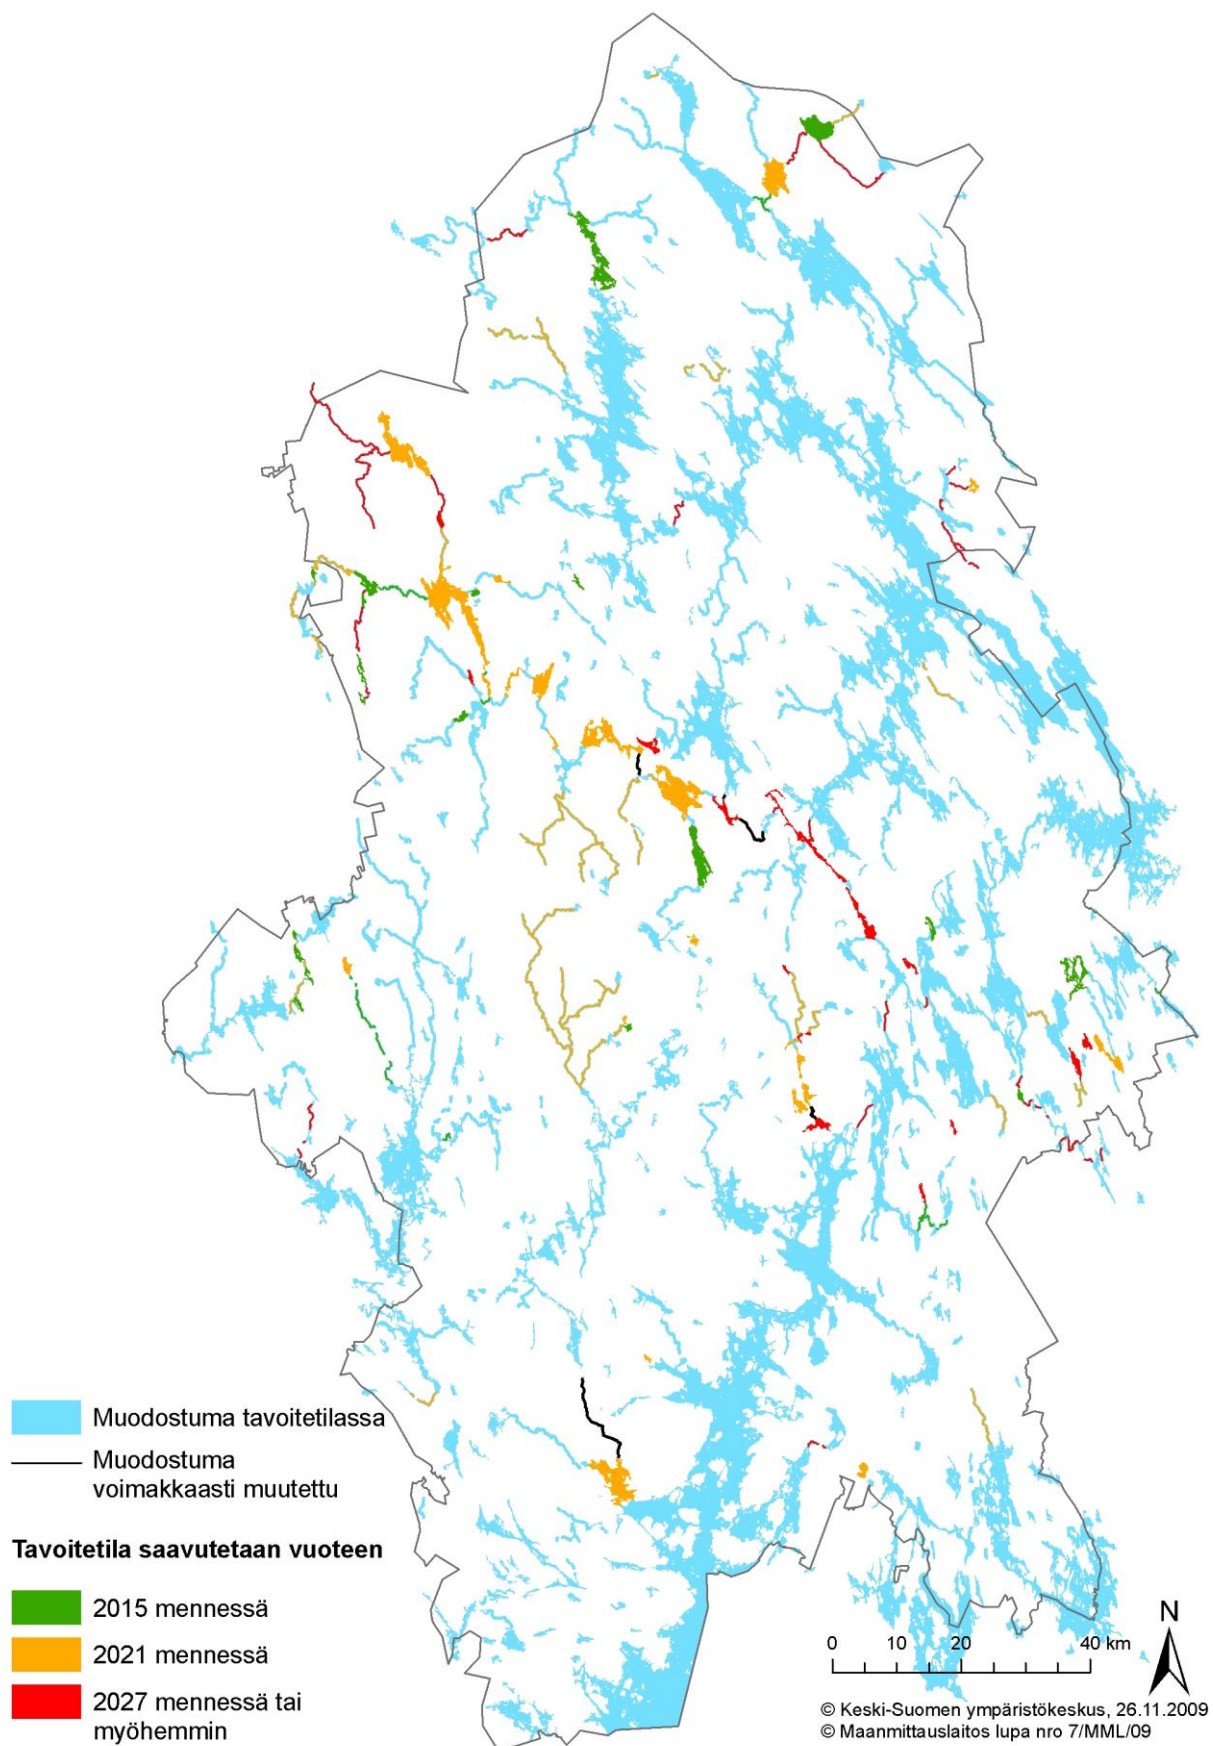 Muodostuma tavoitetilassa
Muodostuma
voimakkaasti muutettu
Tavoitetila saavutetaan vuoteen
2015 mennessä
2021 mennessä
2027 mennessä tai
myöhemmin
N
0 10 20 40 km
© Keski-Suomen ympäristökeskus, 26.11.2009
© Maanmittauslaitos lupa nro 7/MML/09